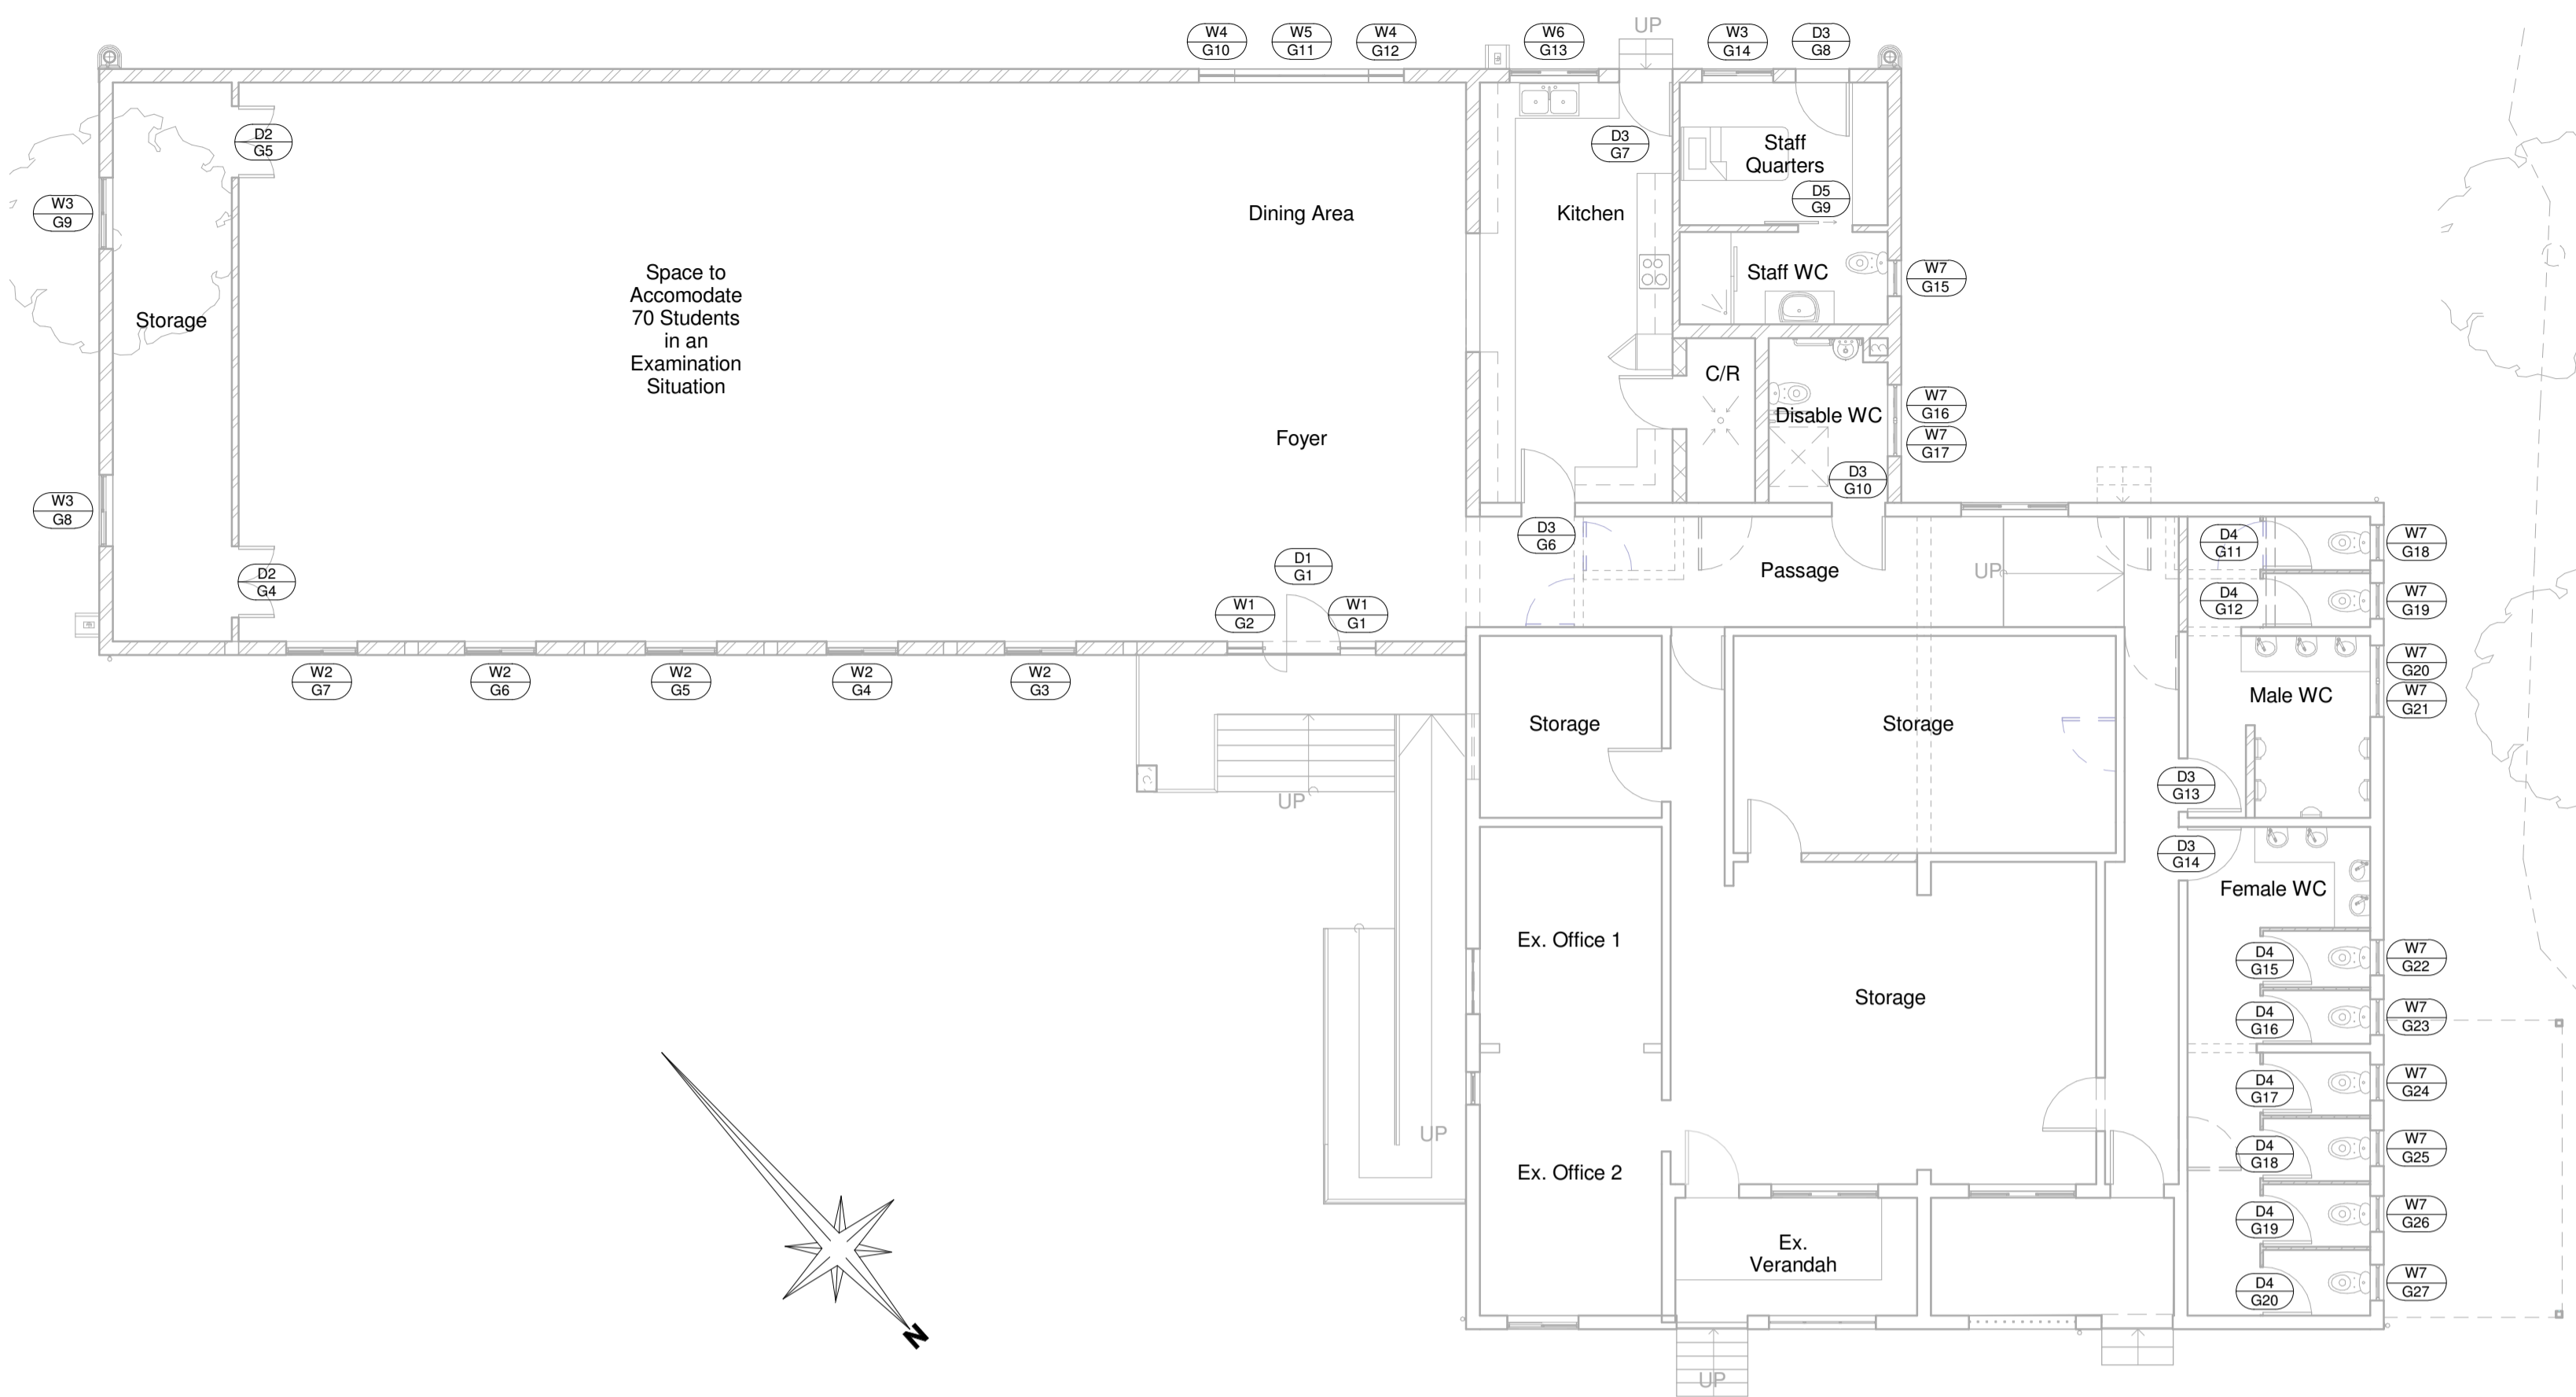 UP
W4
G10
W5
G11
W4
G12
W6
G13
W3
G14
D3
G8
D2
G5
D3
G7
Staff
Quarters
W3
G9
D5
G9
Dining Area
Kitchen
Space to
Accomodate
70 Students
in an
Examination
Situation
Staff WC
W7
G15
Storage
C/R
Disable WC
W7
G16
W7
G17
Foyer
D3
G10
W3
G8
D3
G6
D4
G11
W7
G18
D1
G1
Passage
UP
D2
G4
W1
G2
W1
G1
D4
G12
W7
G19
W2
G7
W2
G6
W2
G5
W2
G4
W2
G3
W7
G20
W7
G21
Male WC
Storage
Storage
UP
D3
G13
D3
G14
Female WC
Ex. Office 1
D4
G15
W7
G22
Storage
D4
G16
W7
G23
D4
G17
W7
G24
UP
D4
G18
W7
G25
Ex. Office 2
D4
G19
W7
G26
Ex.
Verandah
D4
G20
W7
G27
N
UP